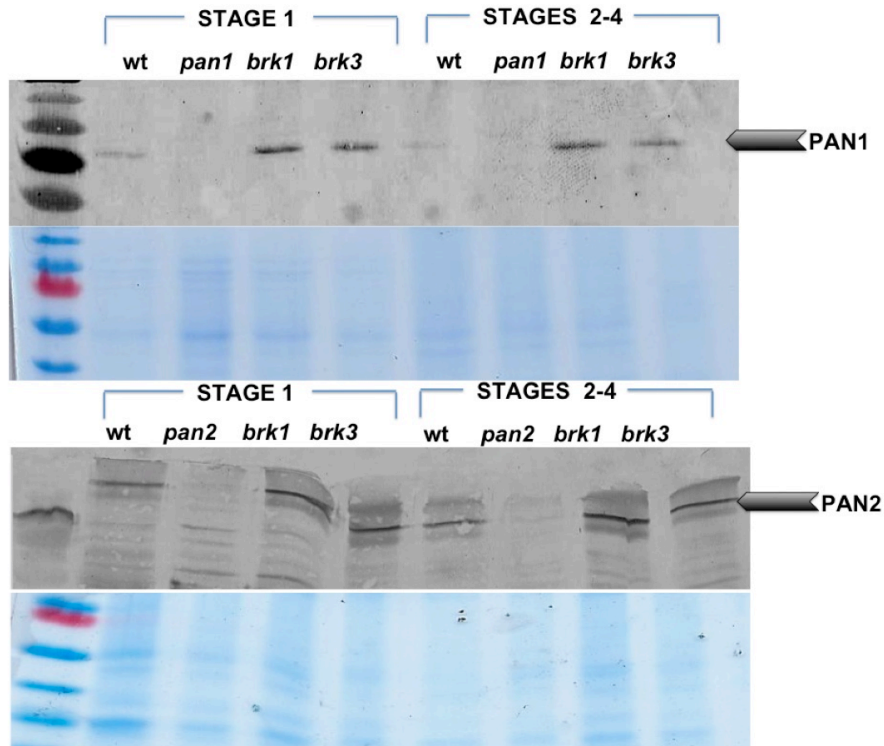 STAGE 1 STAGES 2-4
wt pan1 brk1 brk3 wt pan1 brk1 brk3
PAN1
STAGE 1 STAGES 2-4
wt pan2 brk1 brk3 wt pan2 brk1 brk3
PAN2